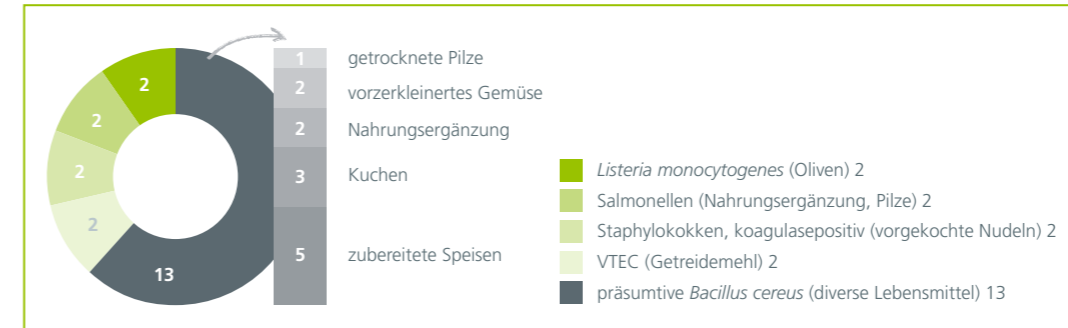 2
2
2
2
13
1 getrocknete Pilze
2 vorzerkleinertes Gemüse
2 Nahrungsergänzung
3 Kuchen
5 zubereitete Speisen
Listeria monocytogenes (Oliven) 2
Salmonellen (Nahrungsergänzung, Pilze) 2
Staphylokokken, koagulasepositiv (vorgekochte Nudeln) 2
VTEC (Getreidemehl) 2
präsumtive Bacillus cereus (diverse Lebensmittel) 13